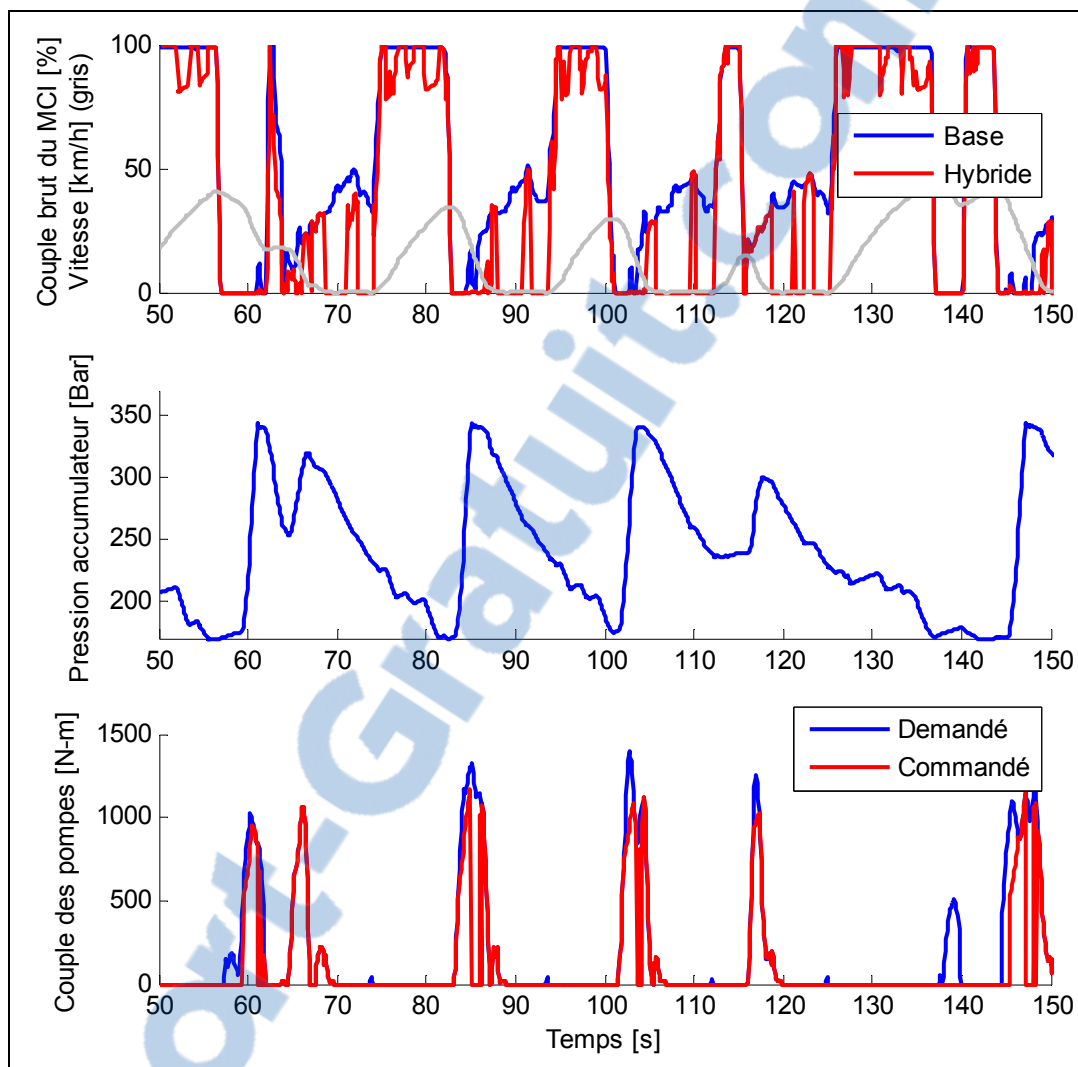 Couple brut du MCI [%]
Vitesse [km/h] (gris)
100
50
0
Base
Hybride
50 60 70 80 90 100 110 120 130 140 150
Pression accumulateur [Bar]
350
300
250
200
50 60 70 80 90 100 110 120 130 140 150
Couple des pompes [N-m]
1500
1000
500
0
Demandé
Commandé
50 60 70 80 90 100 110 120 130 140 150
Temps [s]
ort-Gratuit.com